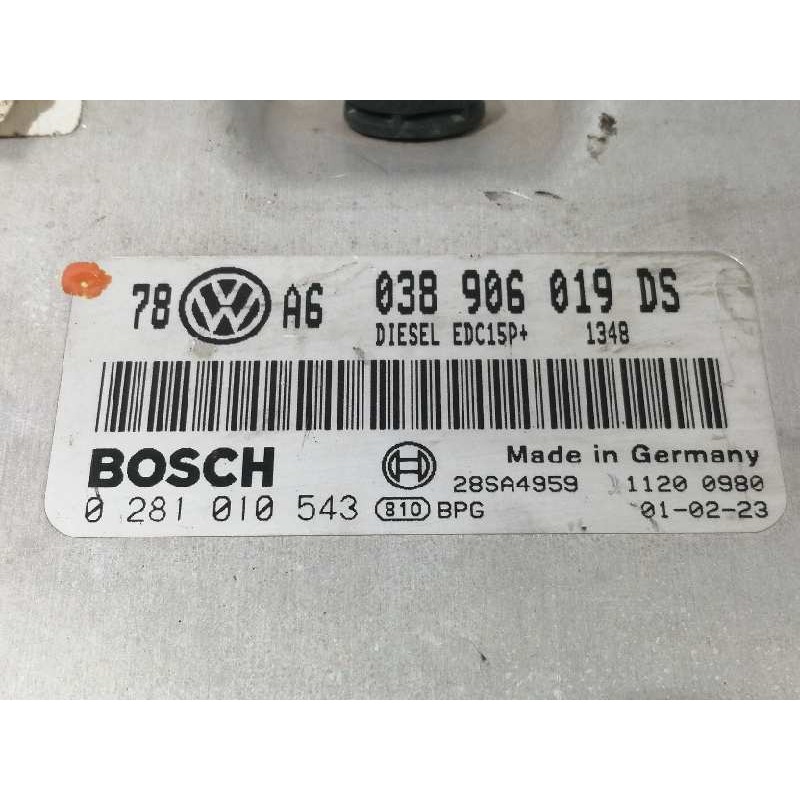 78 VW A6 038 906 019 DS
DIESEL EDC15P+ 1348
BOSCH Made in Germany
28SA4959 1120 0980
0 281 010 543 810 BPG 01-02-23